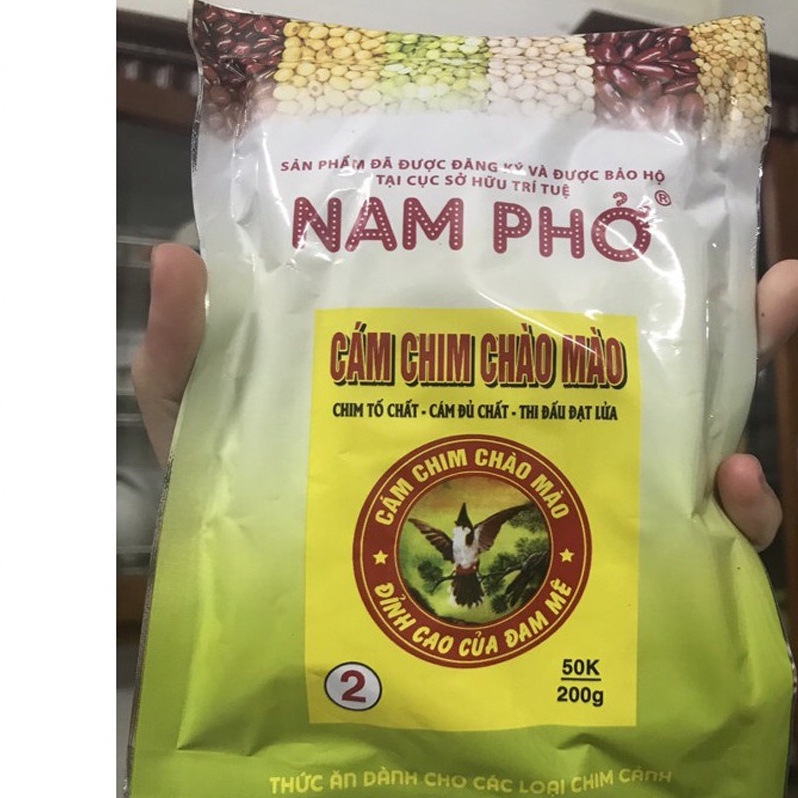 SẢN PHẨM ĐÃ ĐƯỢC ĐĂNG KÝ VÀ ĐƯỢC BẢO HỘ
TẠI CỤC SỞ HỮU TRÍ TUỆ
NAM PHỞ®
CÁM CHIM CHÀO MÀO
CHIM TỐ CHẤT - CÁM ĐỦ CHẤT - THI ĐẤU ĐẠT LỬA
CÁM CHIM CHÀO MÀO
ĐỈNH CAO CỦA ĐAM MÊ
2
50K
200g
THỨC ĂN DÀNH CHO CÁC LOẠI CHIM CẢNH